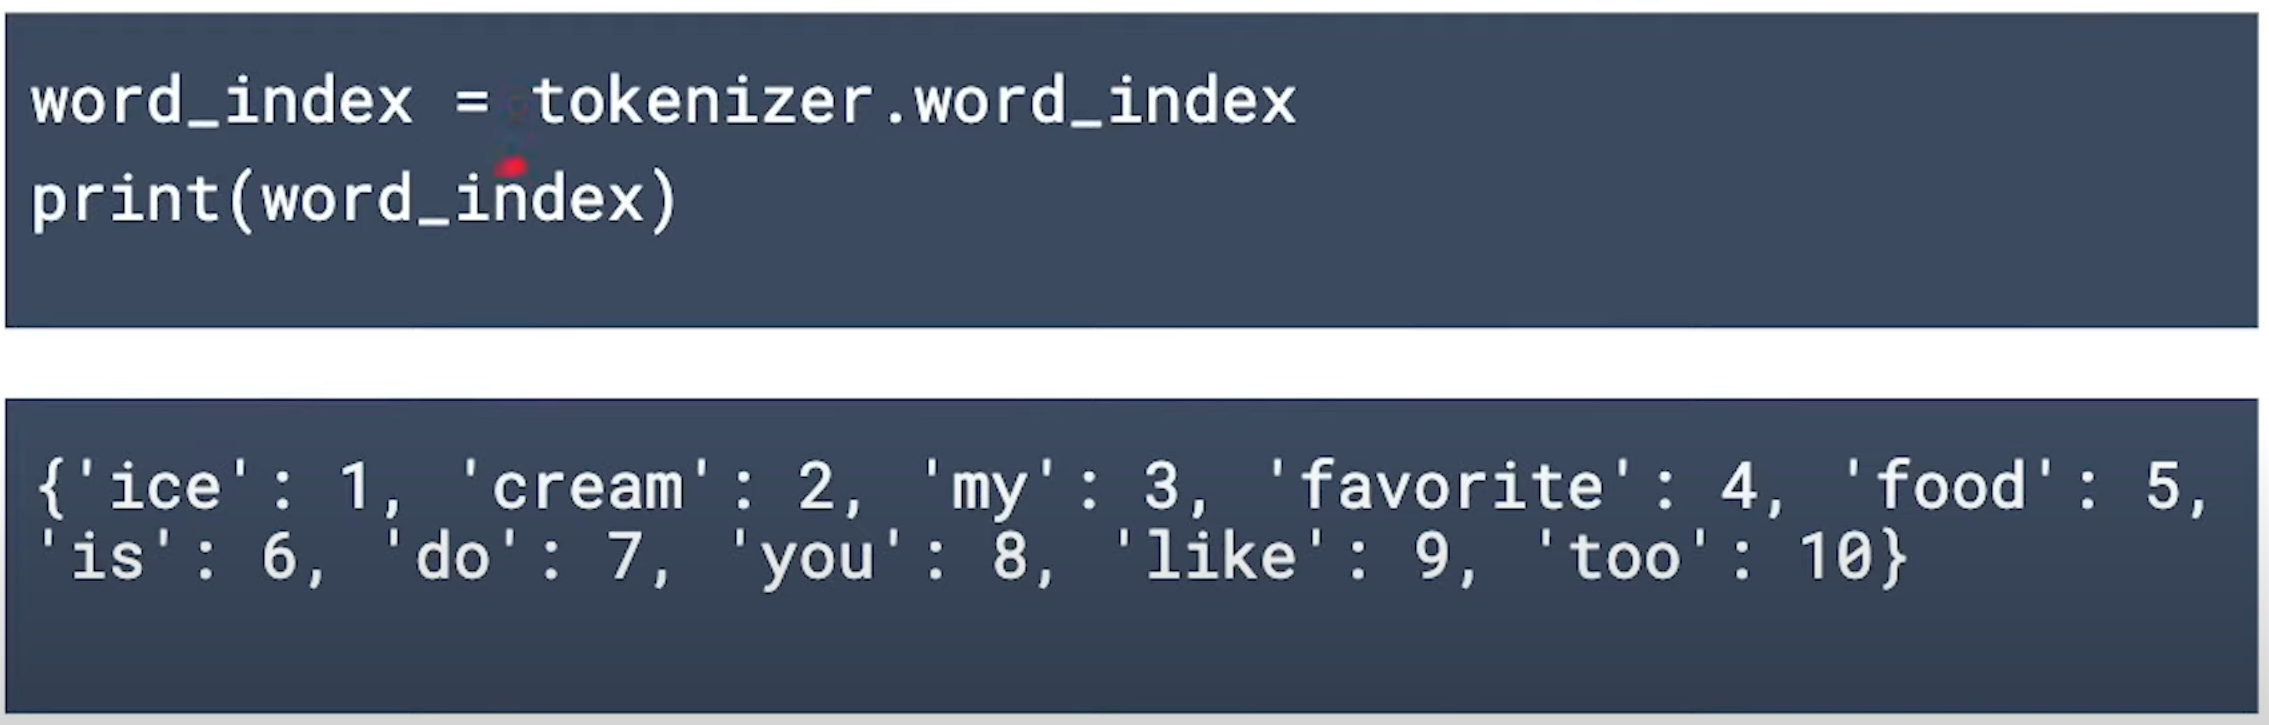 word_index = tokenizer.word_index
print(word_index)
{'ice': 1, 'cream': 2, 'my': 3, 'favorite': 4, 'food': 5,
'is': 6, 'do': 7, 'you': 8, 'like': 9, 'too': 10}